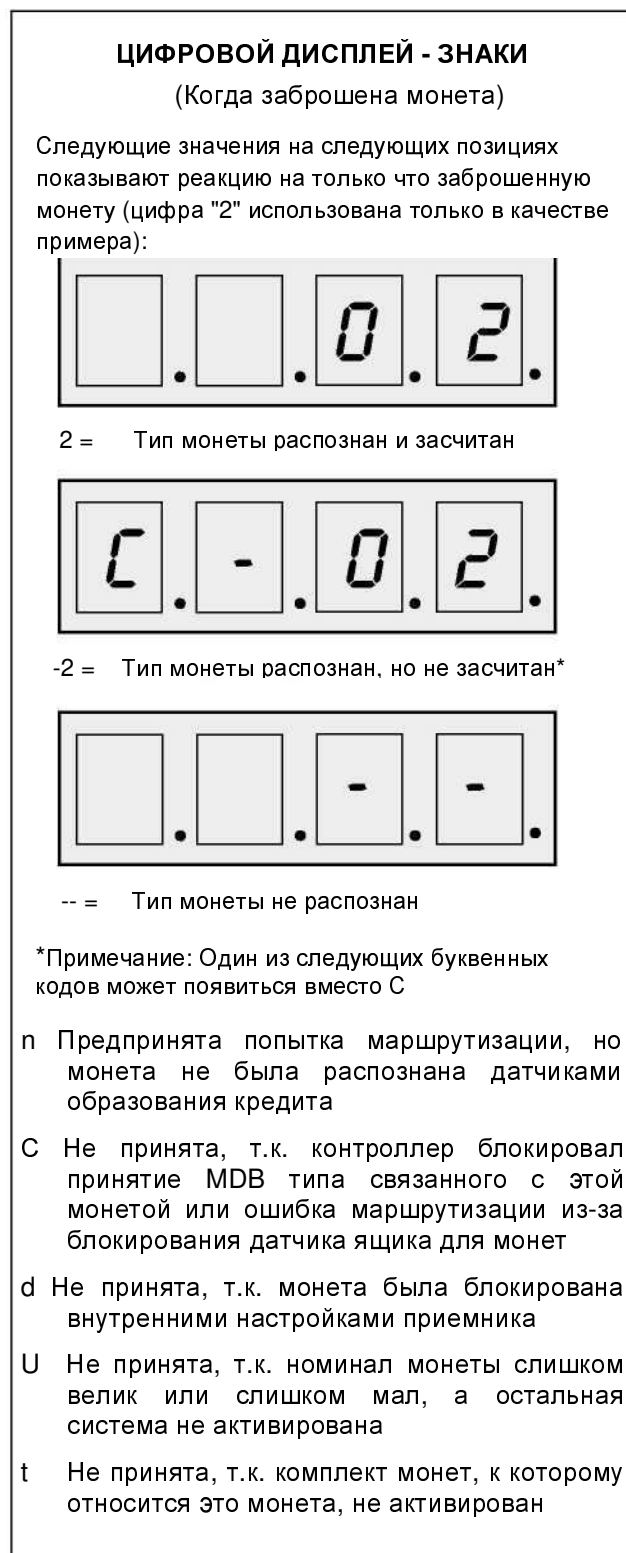 ЦИФРОВОЙ ДИСПЛЕЙ - ЗНАКИ
(Когда заброшена монета)
Следующие значения на следующих позициях
показывают реакцию на только что заброшенную
монету (цифра "2" использована только в качестве
примера):
. . 0. 2.
2 = Тип монеты распознан и засчитан
C. -. 0. 2.
-2 = Тип монеты распознан, но не засчитан*
. . -. -.
-- = Тип монеты не распознан
*Примечание: Один из следующих буквенных
кодов может появиться вместо С
n Предпринята попытка маршрутизации, но
монета не была распознана датчиками
образования кредита
C Не принята, т.к. контроллер блокировал
принятие MDB типа связанного с этой
монетой или ошибка маршрутизации из-за
блокирования датчика ящика для монет
d Не принята, т.к. монета была блокирована
внутренними настройками приемника
U Не принята, т.к. номинал монеты слишком
велик или слишком мал, а остальная
система не активирована
t Не принята, т.к. комплект монет, к которому
относится это монета, не активирован